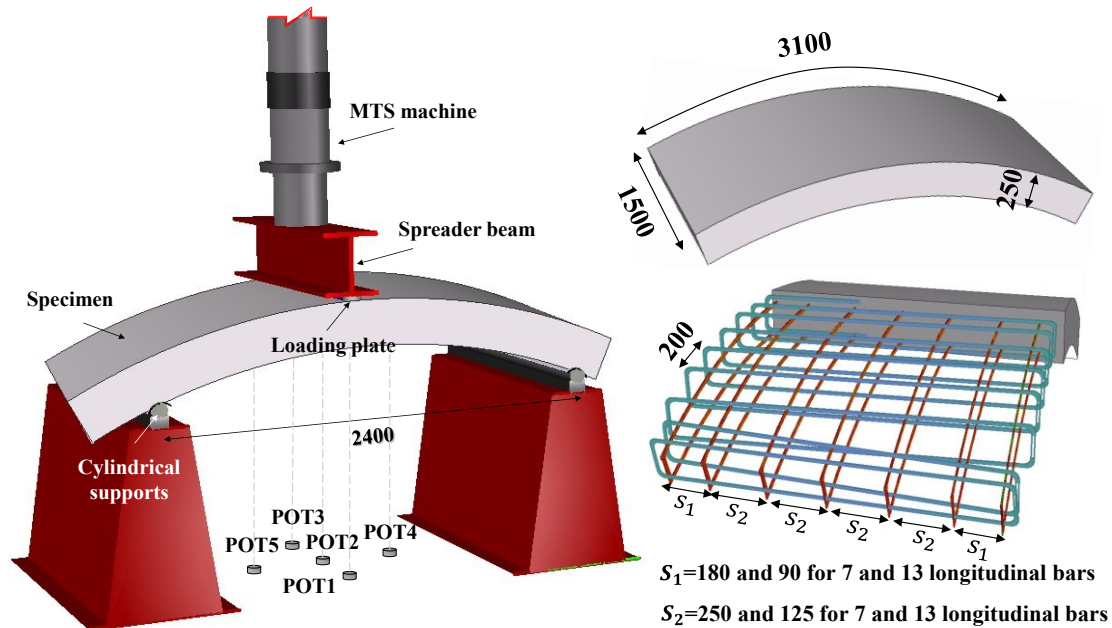 MTS machine
Spreader beam
Specimen
Loading plate
2400
Cylindrical
supports
POT3
POT5
POT2
POT4
POT1
3100
1500
250
200
S₁
S₂
S₂
S₂
S₂
S₁
S₁=180 and 90 for 7 and 13 longitudinal bars
S₂=250 and 125 for 7 and 13 longitudinal bars